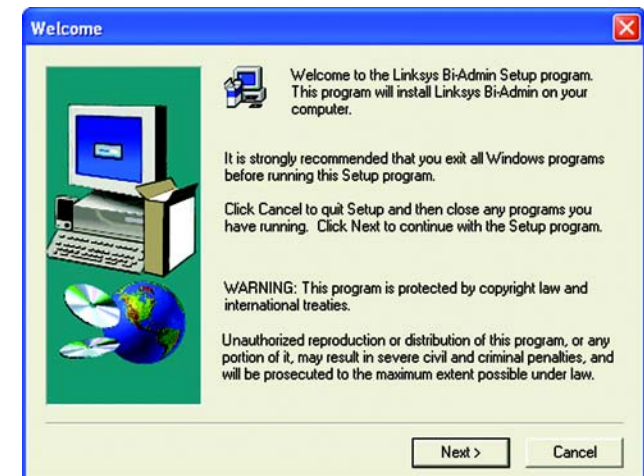 Welcome
Welcome to the Linksys Bi-Admin Setup program.
This program will install Linksys Bi-Admin on your
computer.
It is strongly recommended that you exit all Windows programs
before running this Setup program.
Click Cancel to quit Setup and then close any programs you
have running. Click Next to continue with the Setup program.
WARNING: This program is protected by copyright law and
international treaties.
Unauthorized reproduction or distribution of this program, or any
portion of it, may result in severe civil and criminal penalties, and
will be prosecuted to the maximum extent possible under law.
Next >
Cancel